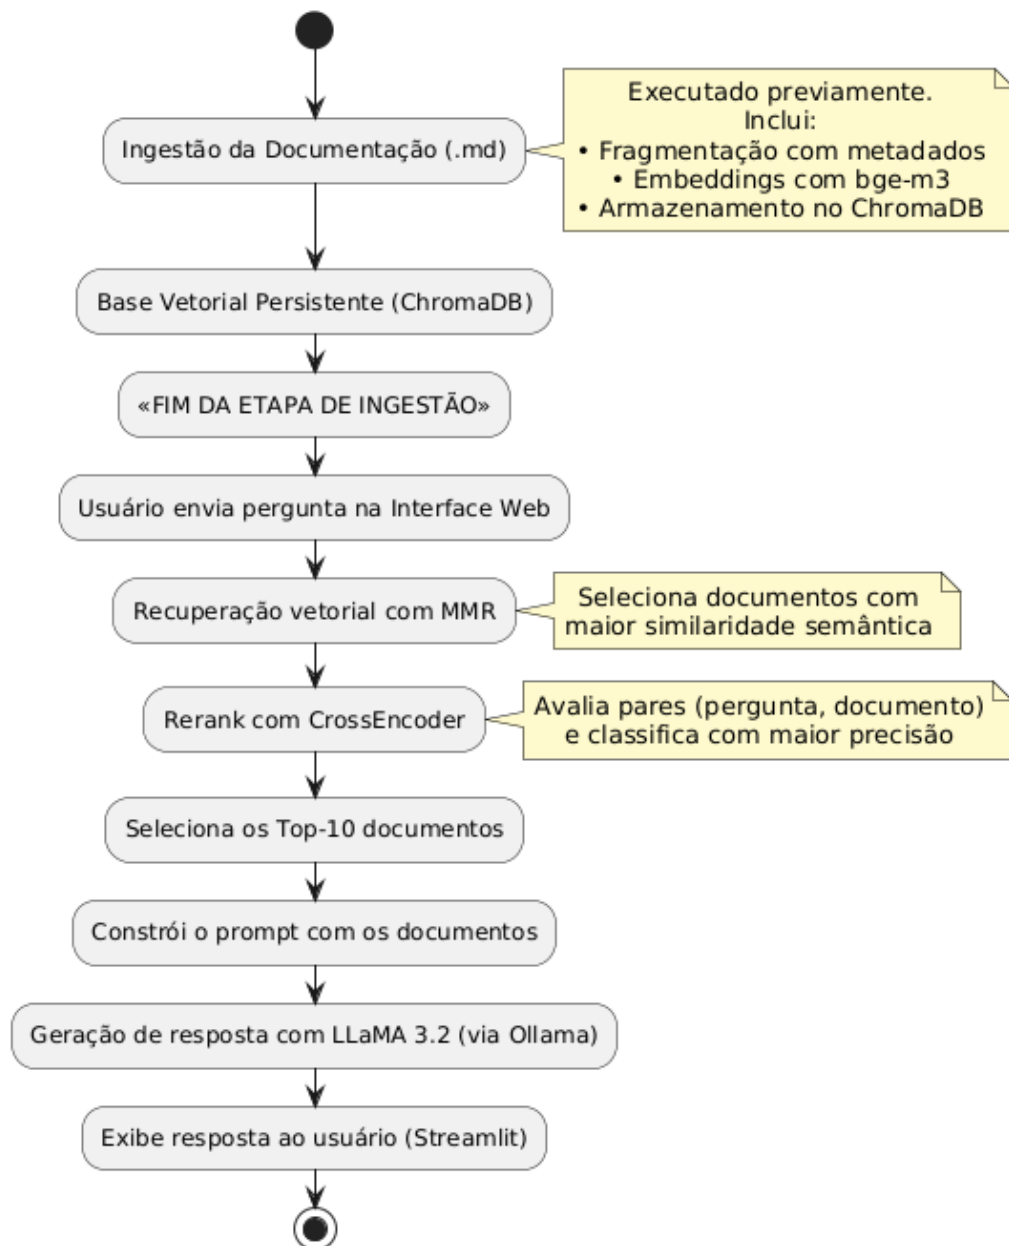 Ingestão da Documentação (.md)
Executado previamente.
Inclui:
• Fragmentação com metadados
• Embeddings com bge-m3
• Armazenamento no ChromaDB
Base Vetorial Persistente (ChromaDB)
«FIM DA ETAPA DE INGESTÃO»
Usuário envia pergunta na Interface Web
Recuperação vetorial com MMR
Seleciona documentos com
maior similaridade semântica
Rerank com CrossEncoder
Avalia pares (pergunta, documento)
e classifica com maior precisão
Seleciona os Top-10 documentos
Constrói o prompt com os documentos
Geração de resposta com LLaMA 3.2 (via Ollama)
Exibe resposta ao usuário (Streamlit)